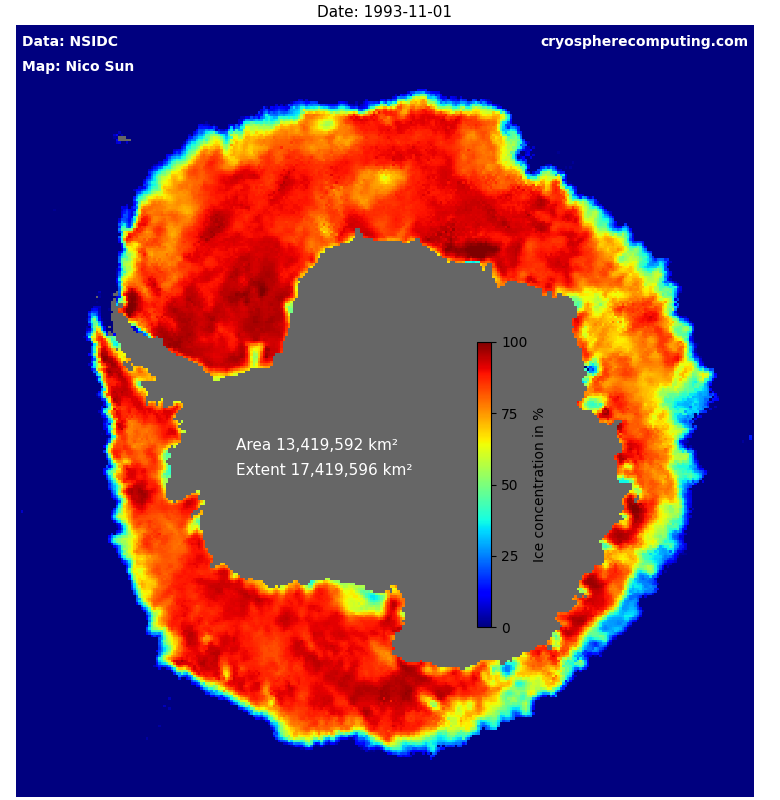 Date: 1993-11-01
Data: NSIDC
cryospherecomputing.com
Map: Nico Sun
100
75
50
25
0
Ice concentration in %
Area 13,419,592 km²
Extent 17,419,596 km²